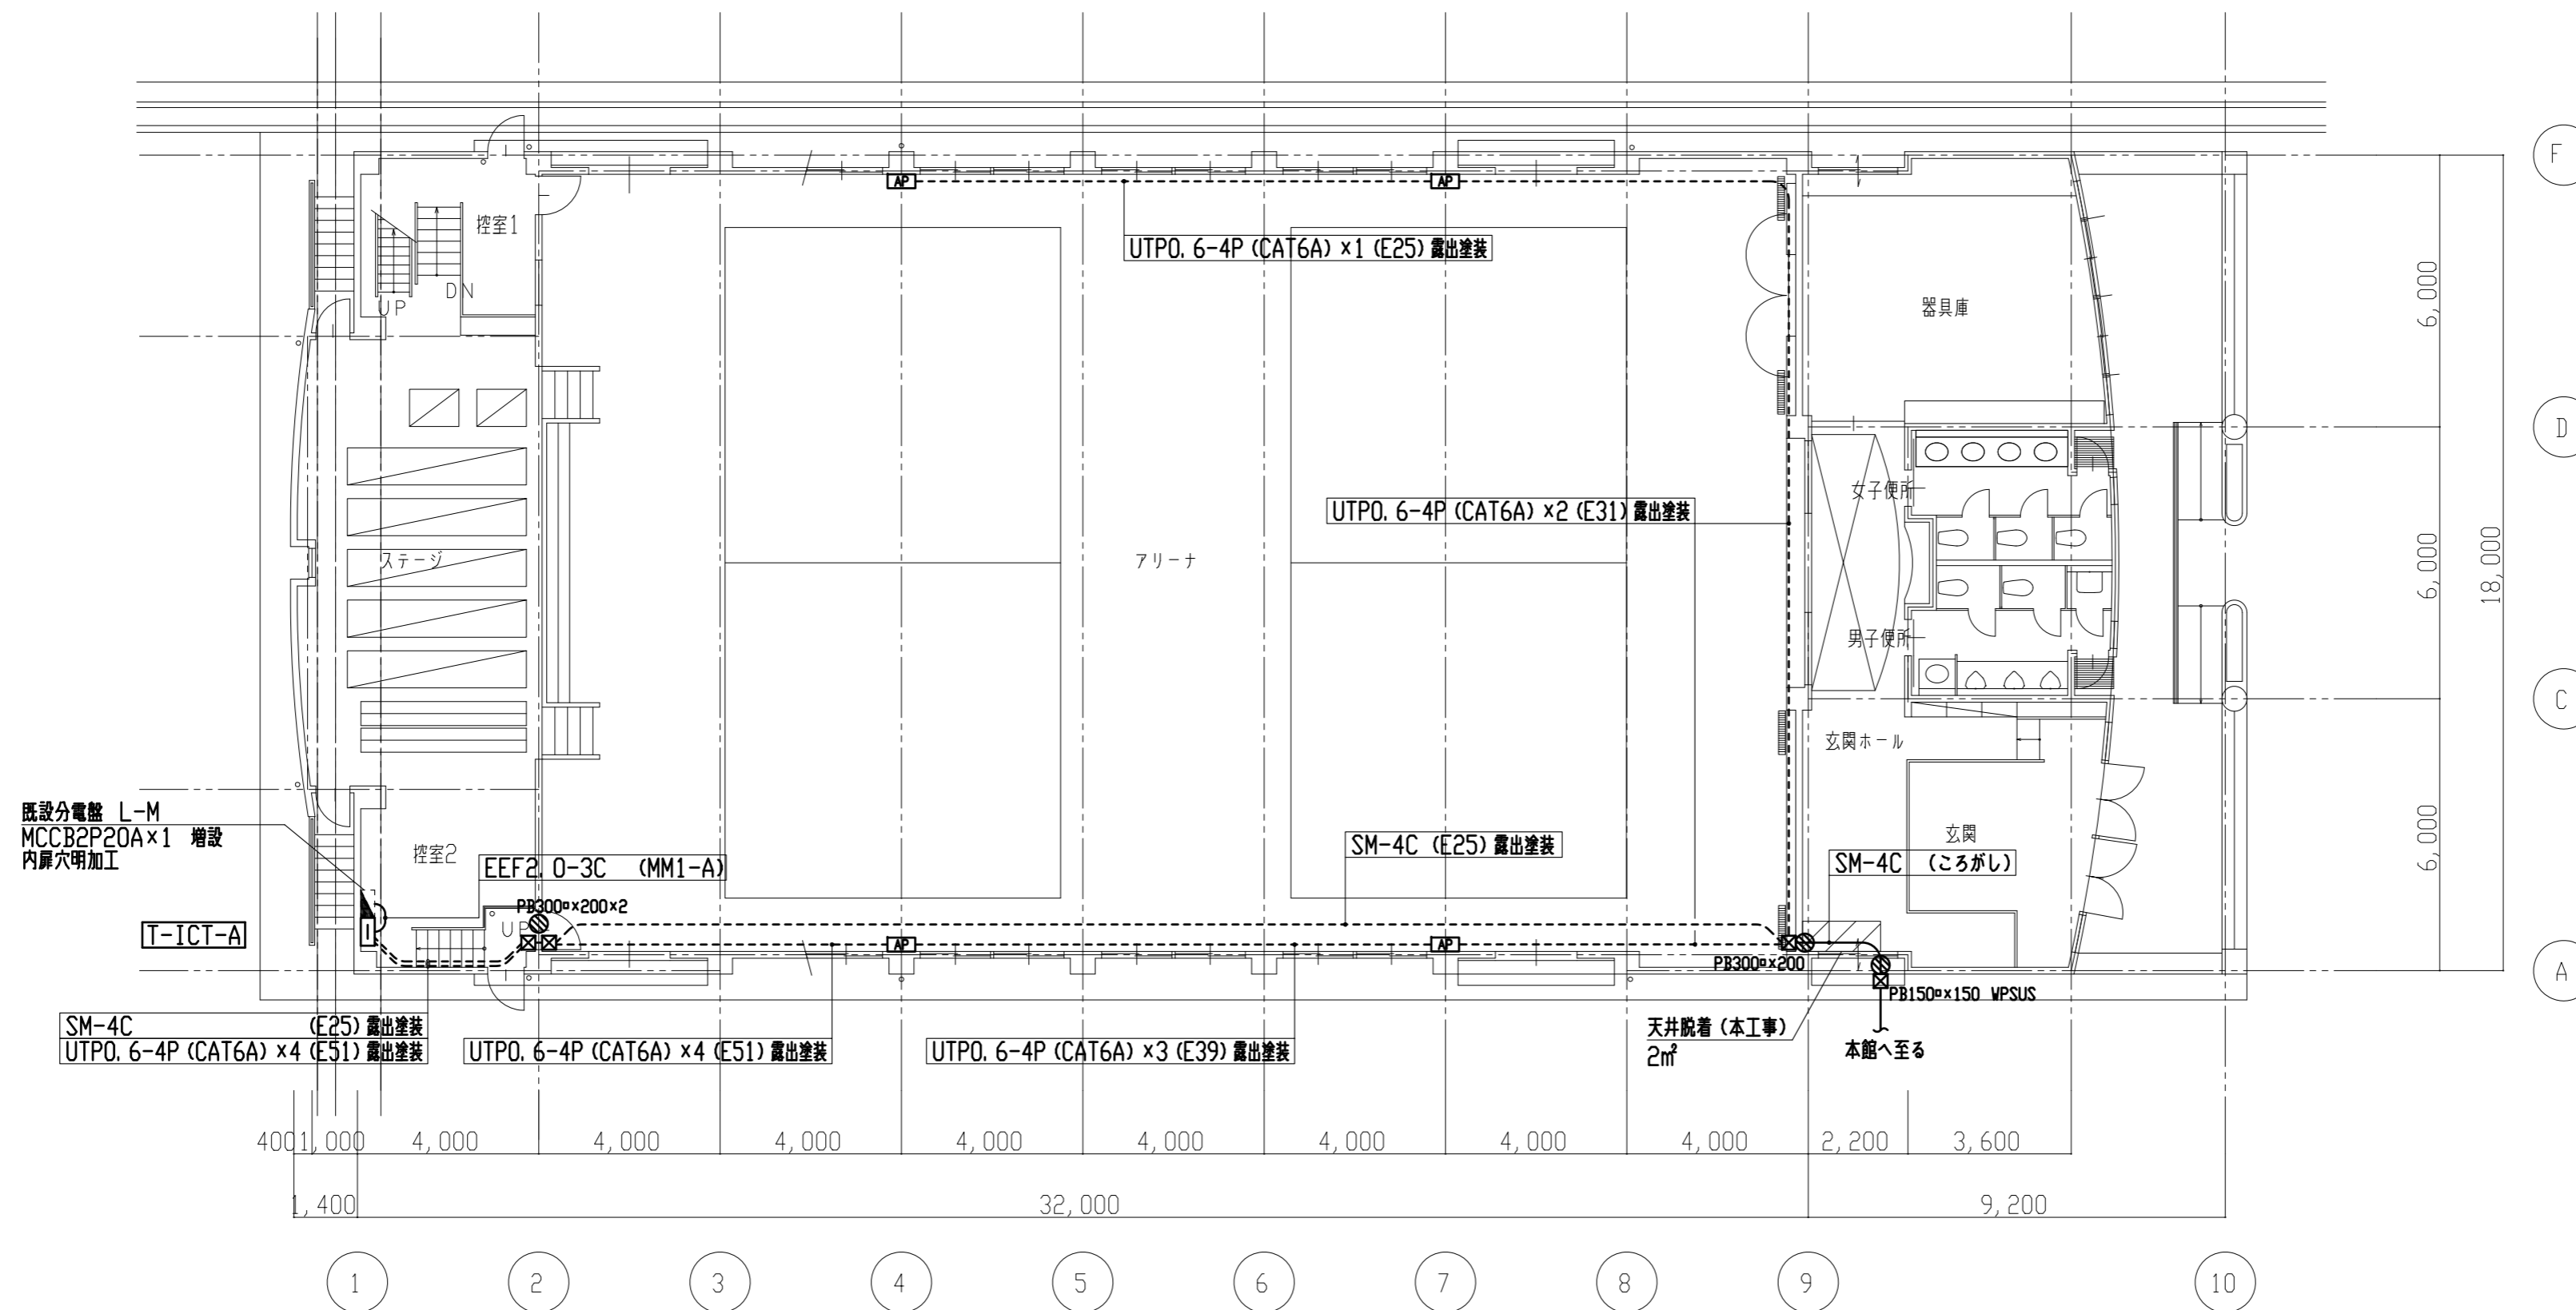 F
AP
AP
控室1
UTP0.6-4P (CAT6A) ×1 (E25) 露出塗装
DN
UP
器具庫
6,000
D
女子便所
UTP0.6-4P (CAT6A) ×2 (E31) 露出塗装
ステージ
アリーナ
6,000
18,000
男子便所
C
玄関ホール
既設分電盤 L-M
MCCB2P20A×1 増設
内扉穴明加工
控室2
EEF2.0-3C (MM1-A)
SM-4C (E25) 露出塗装
玄関
SM-4C (ころがし)
6,000
PB300□×200×2
T-ICT-A
UP
AP
AP
PB300□×200
A
PB150□×150 WPSUS
SM-4C (E25) 露出塗装
UTP0.6-4P (CAT6A) ×4 (E51) 露出塗装
UTP0.6-4P (CAT6A) ×4 (E51) 露出塗装
UTP0.6-4P (CAT6A) ×3 (E39) 露出塗装
天井脱着 (本工事)
2㎡
本館へ至る
400 1,000 4,000 4,000 4,000 4,000 4,000 4,000 4,000 4,000 2,200 3,600
1,400 32,000 9,200
1 2 3 4 5 6 7 8 9 10